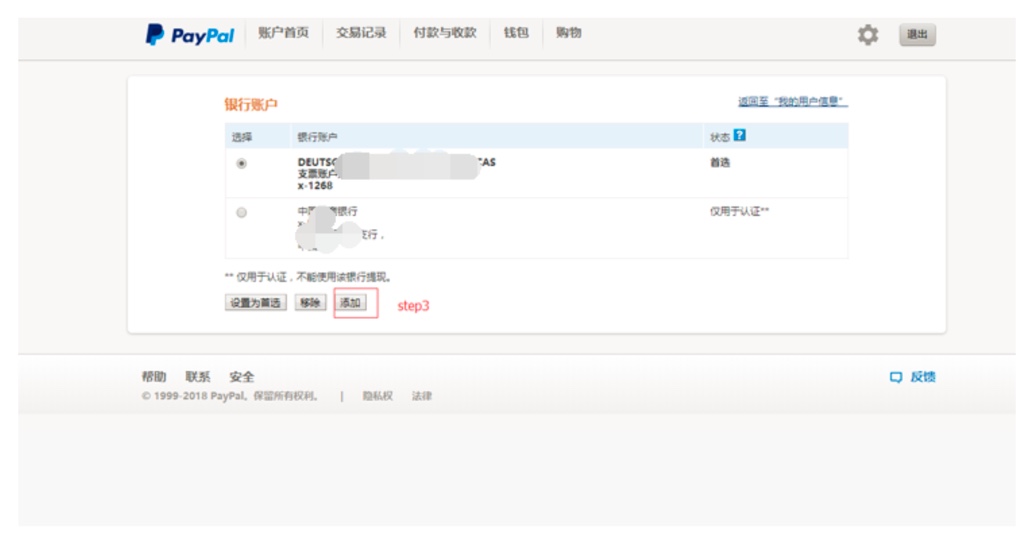 PayPal 账户首页 交易记录 付款与收款 钱包 购物 退出
银行账户 返回至“我的用户信息”
选择 银行账户 状态 ?
DEUTSC CAS 首选
支票账户
x-1268
中 银行 仅用于认证**
x-
支行，
** 仅用于认证，不能使用该银行提现。
设置为首选 移除 添加 step3
帮助 联系 安全 反馈
© 1999-2018 PayPal。保留所有权利。 | 隐私权 法律